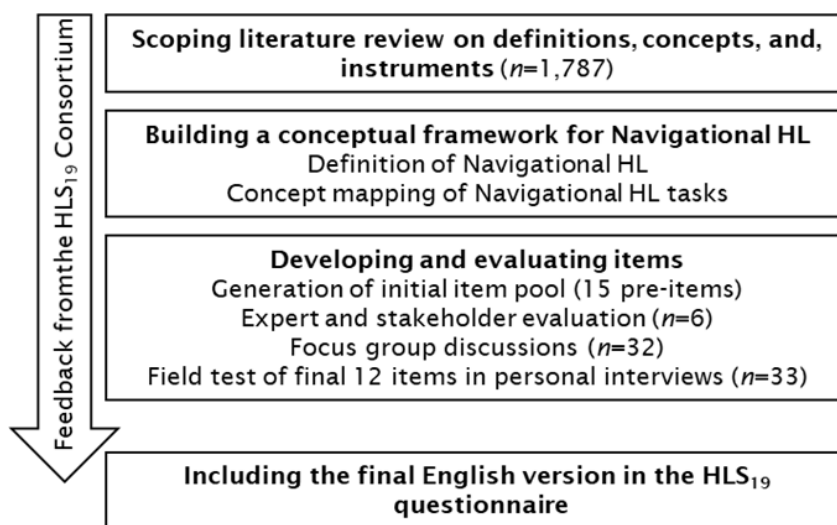 Feedback fromthe HLS₁₉ Consortium
Scoping literature review on definitions, concepts, and,
instruments (n=1,787)
Building a conceptual framework for Navigational HL
Definition of Navigational HL
Concept mapping of Navigational HL tasks
Developing and evaluating items
Generation of initial item pool (15 pre-items)
Expert and stakeholder evaluation (n=6)
Focus group discussions (n=32)
Field test of final 12 items in personal interviews (n=33)
Including the final English version in the HLS₁₉
questionnaire